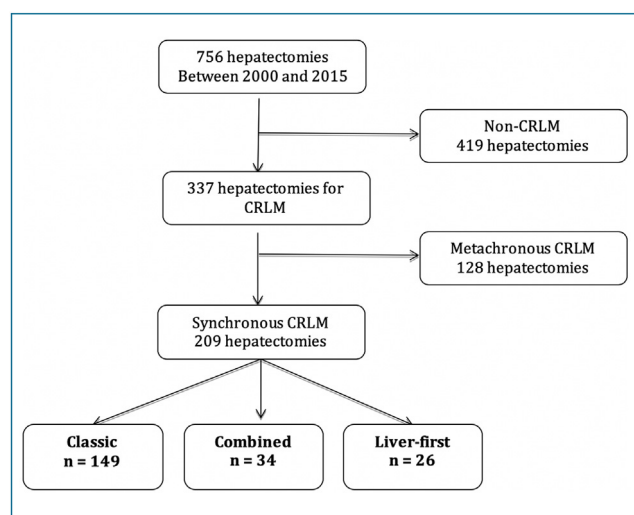 756 hepatectomies
Between 2000 and 2015
Non-CRLM
419 hepatectomies
337 hepatectomies for
CRLM
Metachronous CRLM
128 hepatectomies
Synchronous CRLM
209 hepatectomies
Classic
n = 149
Combined
n = 34
Liver-first
n = 26